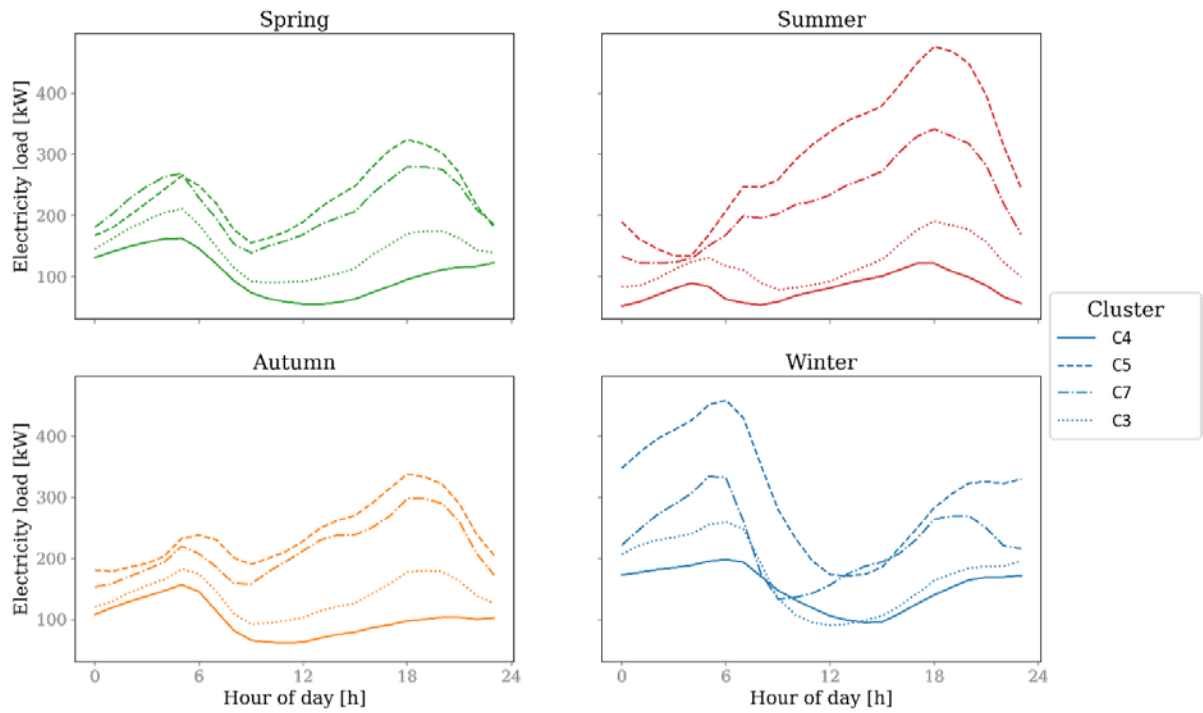 Spring
Summer
Electricity load [kW]
400
300
200
100
Cluster
C4
C5
C7
C3
Autumn
Winter
Electricity load [kW]
400
300
200
100
0
6
12
18
24
Hour of day [h]
0
6
12
18
24
Hour of day [h]